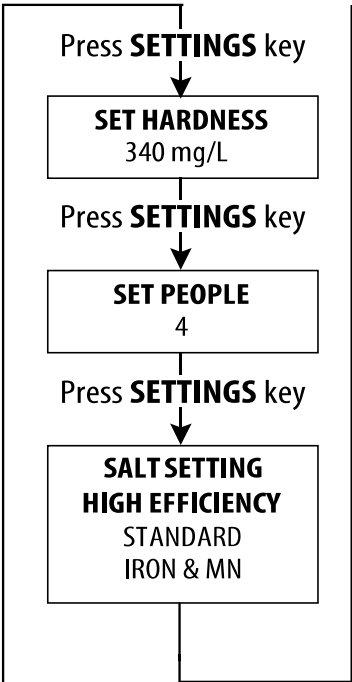 Press SETTINGS key
SET HARDNESS
340 mg/L
Press SETTINGS key
SET PEOPLE
4
Press SETTINGS key
SALT SETTING
HIGH EFFICIENCY
STANDARD
IRON & MN